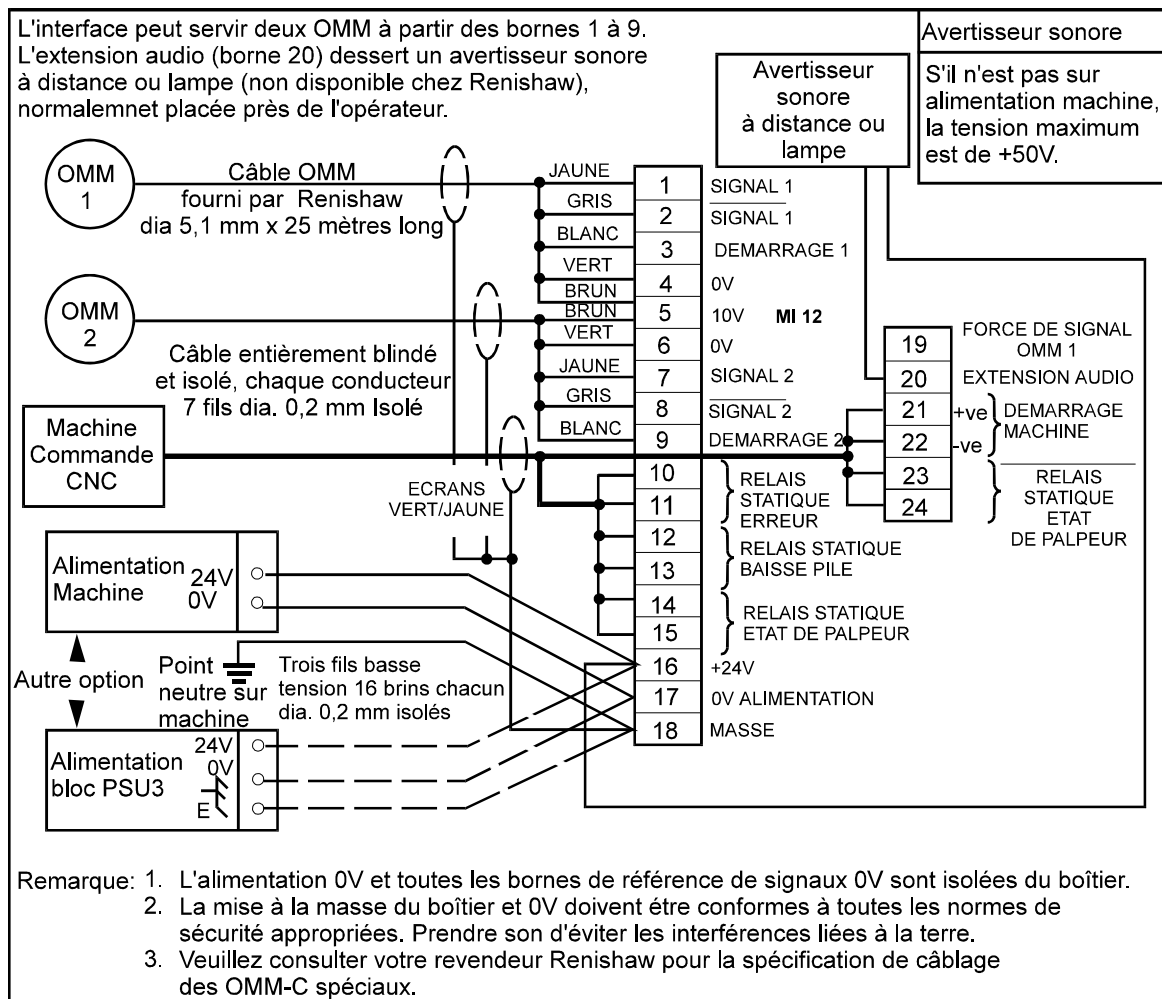 L'interface peut servir deux OMM à partir des bornes 1 à 9.
L'extension audio (borne 20) dessert un avertisseur sonore
à distance ou lampe (non disponible chez Renishaw),
normalemnet placée près de l'opérateur.
Avertisseur
sonore
à distance ou
lampe
Avertisseur sonore
S'il n'est pas sur
alimentation machine,
la tension maximum
est de +50V.
OMM
1
Câble OMM
fourni par Renishaw
dia 5,1 mm x 25 mètres long
OMM
2
Câble entièrement blindé
et isolé, chaque conducteur
7 fils dia. 0,2 mm Isolé
Machine
Commande
CNC
ECRANS
VERT/JAUNE
JAUNE 1 SIGNAL 1
GRIS 2 SIGNAL 1
BLANC 3 DEMARRAGE 1
VERT 4 0V
BRUN
BRUN 5 10V MI 12
VERT 6 0V
JAUNE 7 SIGNAL 2
GRIS 8 SIGNAL 2
BLANC 9 DEMARRAGE 2
10
11
RELAIS
STATIQUE
ERREUR
12
13
RELAIS STATIQUE
BAISSE PILE
14
15
RELAIS STATIQUE
ETAT DE PALPEUR
16 +24V
17 0V ALIMENTATION
18 MASSE
19 FORCE DE SIGNAL
OMM 1
20 EXTENSION AUDIO
21 +ve
22 -ve
DEMARRAGE
MACHINE
23
24
RELAIS
STATIQUE
ETAT
DE PALPEUR
Alimentation
Machine
24V
0V
Autre option
Point
neutre sur
machine
Trois fils basse
tension 16 brins chacun
dia. 0,2 mm isolés
Alimentation
bloc PSU3
24V
0V
E
Remarque: 1. L'alimentation 0V et toutes les bornes de référence de signaux 0V sont isolées du boîtier.
2. La mise à la masse du boîtier et 0V doivent étre conformes à toutes les normes de
sécurité appropriées. Prendre son d'éviter les interférences liées à la terre.
3. Veuillez consulter votre revendeur Renishaw pour la spécification de câblage
des OMM-C spéciaux.